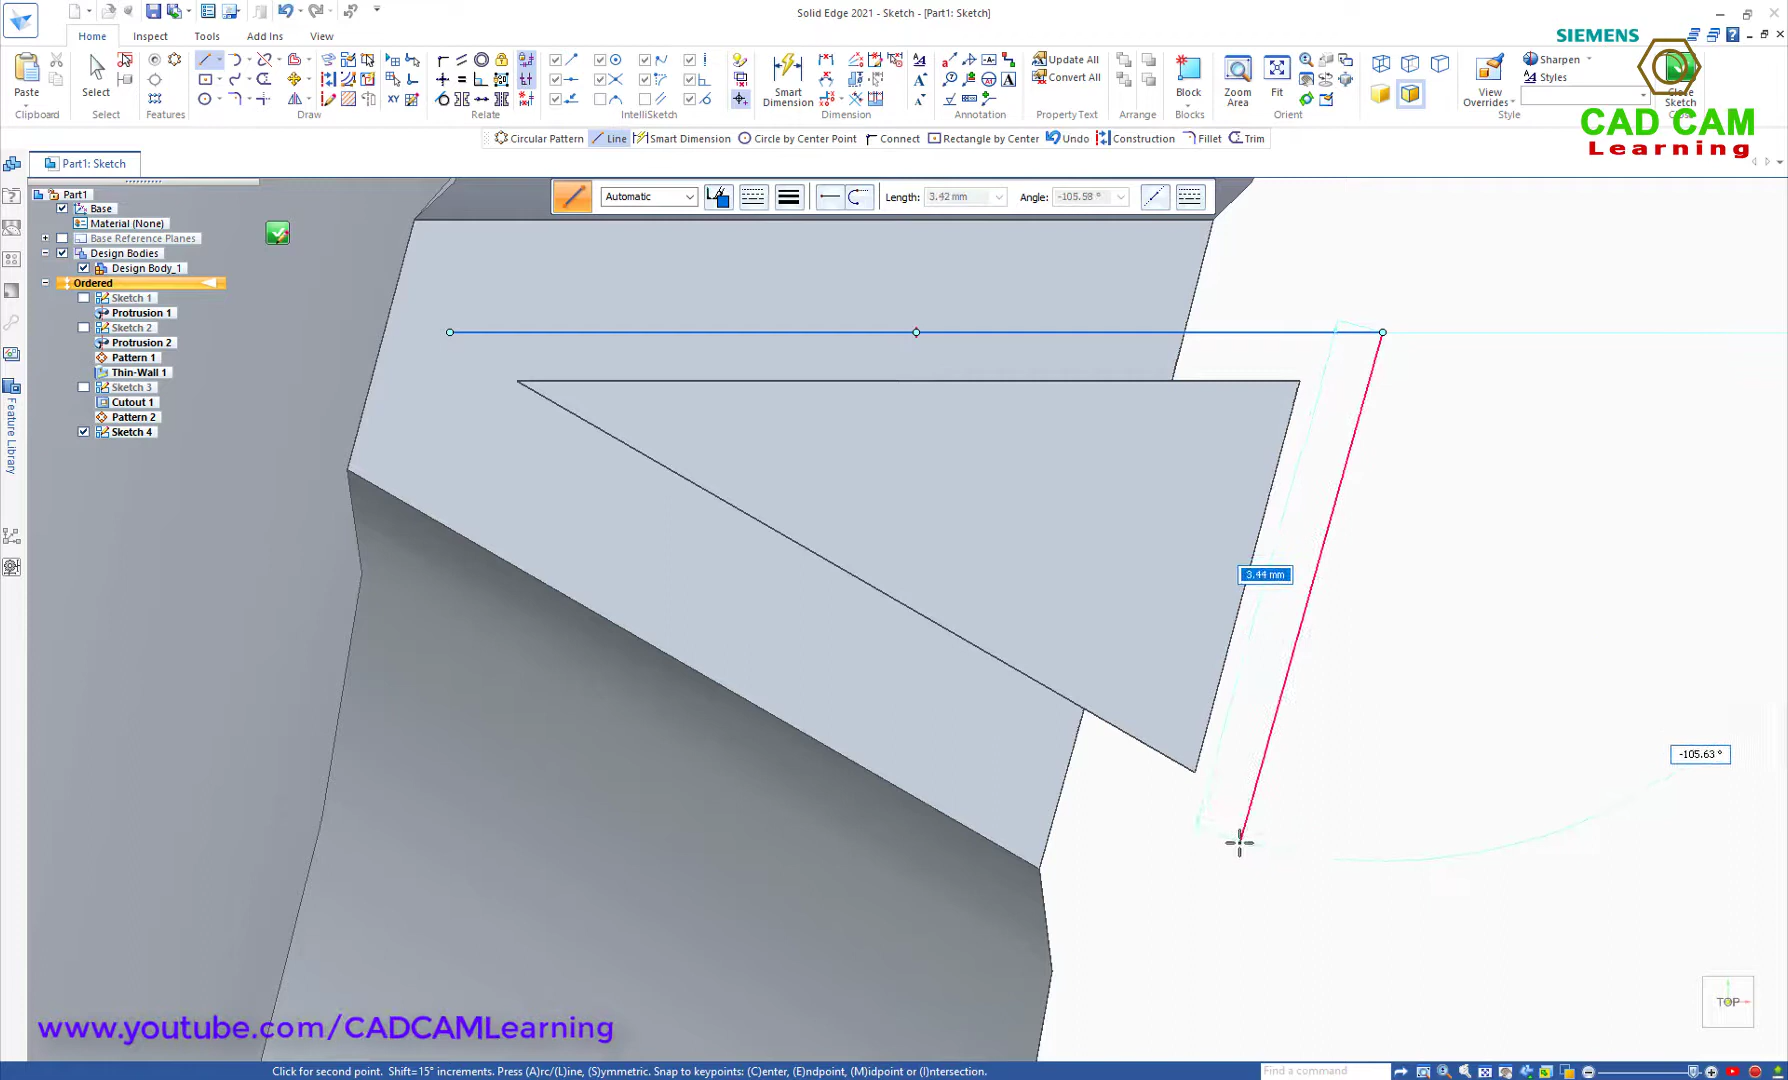 Solid Edge 2021 - Sketch - [Part1: Sketch]
Home
Inspect
Tools
Add Ins
View
SIEMENS
Paste
Select
Smart Dimension
Update All
Convert All
Block
Zoom Area
Fit
View Overrides
Sharpen
Styles
Close Sketch
Clipboard
Select
Features
Draw
Relate
IntelliSketch
Dimension
Annotation
Property Text
Arrange
Blocks
Orient
Style
CAD CAM
Learning
Circular Pattern
Line
Smart Dimension
Circle by Center Point
Connect
Rectangle by Center
Undo
Construction
Fillet
Trim
Part1: Sketch
Automatic
Length: 3.42 mm
Angle: -105.58 °
Part1
Base
Material (None)
Base Reference Planes
Design Bodies
Design Body_1
Ordered
Sketch 1
Protrusion 1
Sketch 2
Protrusion 2
Pattern 1
Thin-Wall 1
Sketch 3
Cutout 1
Pattern 2
Sketch 4
Feature Library
3.44 mm
-105.63 °
TOP
www.youtube.com/CADCAMLearning
Click for second point. Shift=15° increments. Press (A)rc/(L)ine, (S)ymmetric. Snap to keypoints: (C)enter, (E)ndpoint, (M)idpoint or (I)ntersection.
Find a command